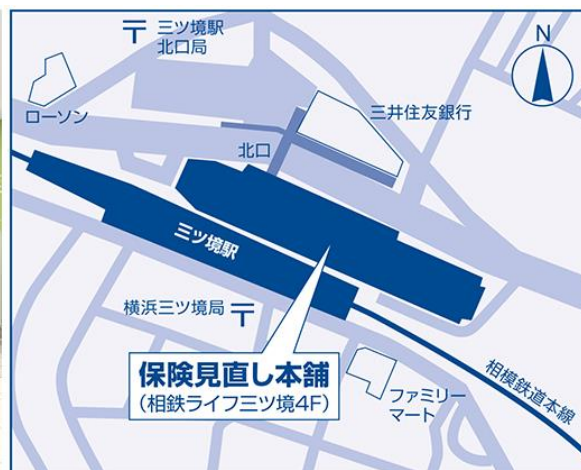 三ツ境駅
北口局
N
ローソン
三井住友銀行
北口
三ツ境駅
横浜三ツ境局
保険見直し本舗
(相鉄ライフ三ツ境4F)
ファミリー
マート
相模鉄道本線